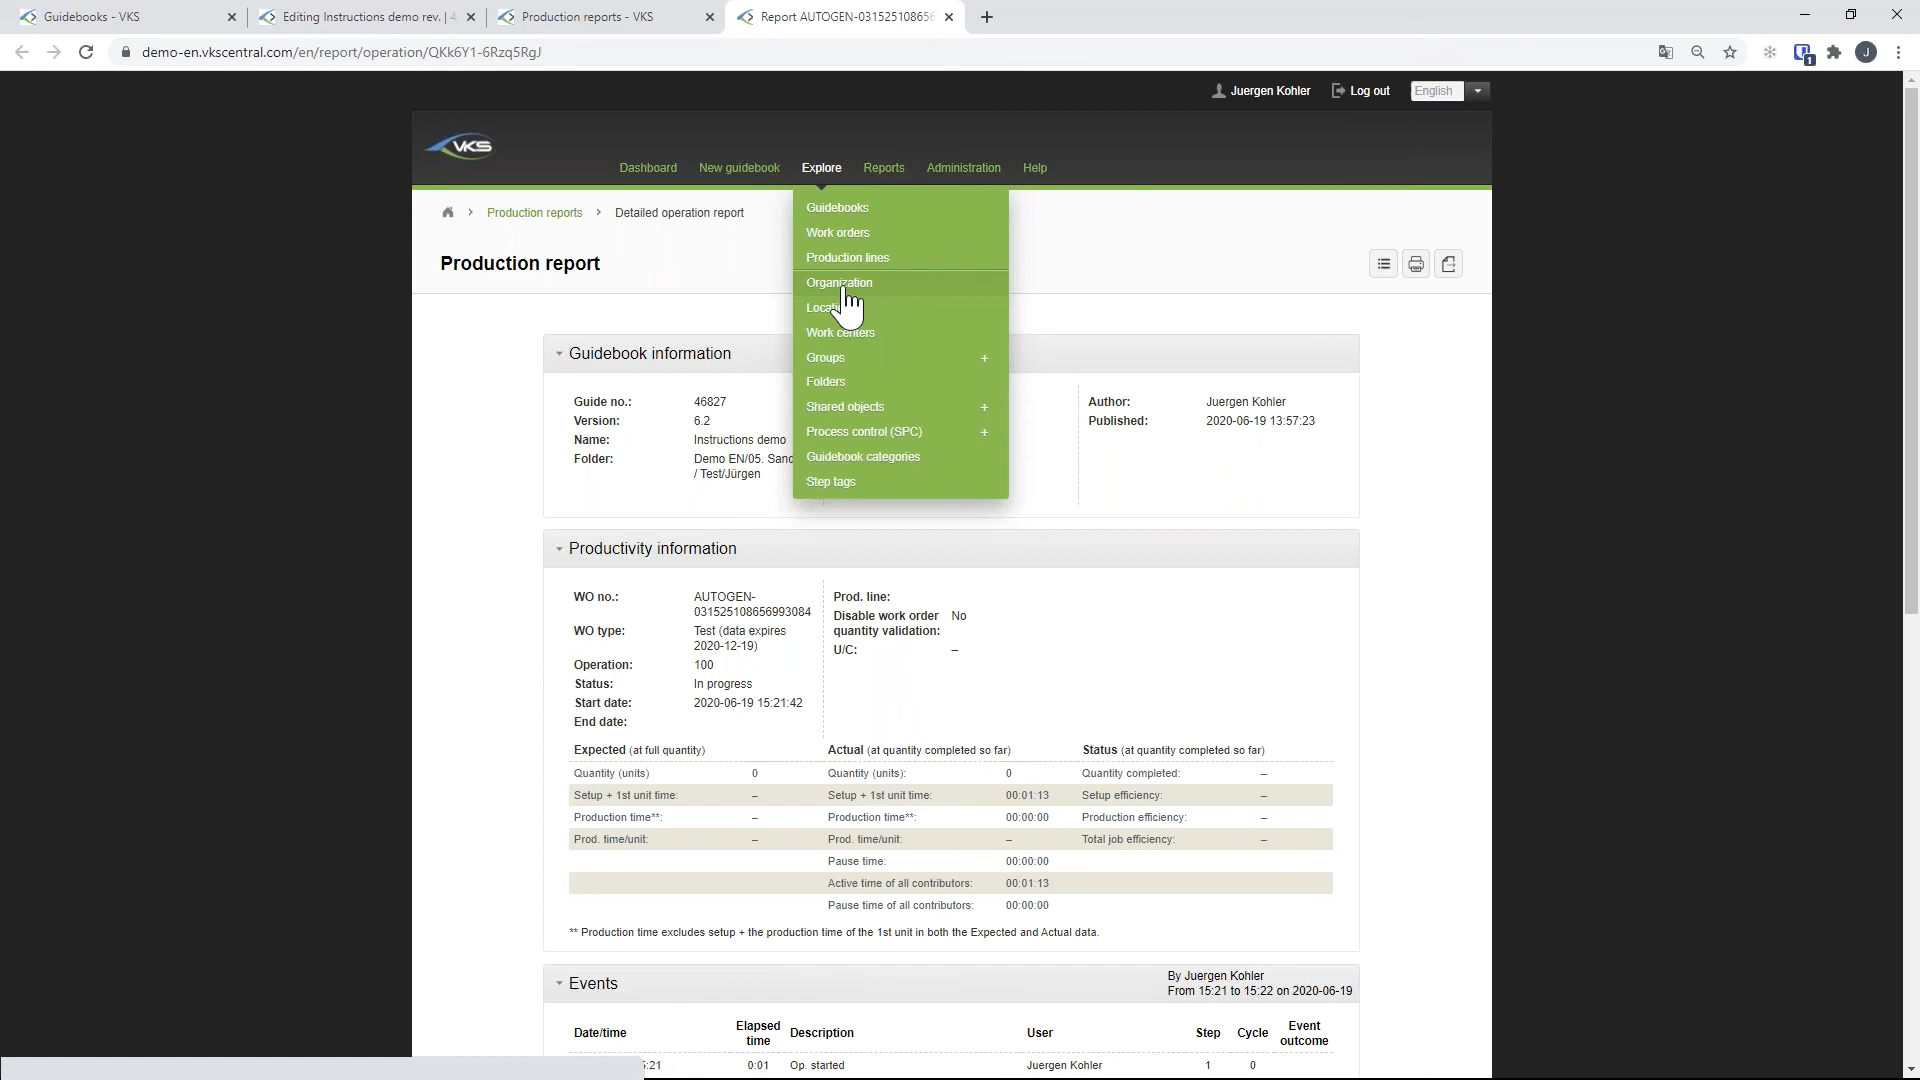 Guidebooks - VKS
Editing Instructions demo rev. | 4
Production reports - VKS
Report AUTOGEN-03152510865
demo-en.vkscentral.com/en/report/operation/QKk6Y1-6Rzq5RgJ
1
J
Juergen Kohler
Log out
English
VKS
Dashboard
New guidebook
Explore
Reports
Administration
Help
Production reports
Detailed operation report
Production report
Guidebooks
Work orders
Production lines
Organization
Work centers
Groups +
Folders
Shared objects +
Process control (SPC) +
Guidebook categories
Step tags
Guidebook information
Guide no.: 46827
Version: 6.2
Name: Instructions demo
Folder: Demo EN/05.
/ Test/Jürgen
Author: Juergen Kohler
Published: 2020-06-19 13:57:23
Productivity information
WO no.: AUTOGEN-
031525108656993084
WO type: Test (data expires
2020-12-19)
Operation: 100
Status: In progress
Start date: 2020-06-19 15:21:42
End date:
Prod. line:
Disable work order No
quantity validation:
U/C: –
Expected (at full quantity) Actual (at quantity completed so far) Status (at quantity completed so far)
Quantity (units) 0 Quantity (units): 0 Quantity completed: –
Setup + 1st unit time: – Setup + 1st unit time: 00:01:13 Setup efficiency: –
Production time**: – Production time**: 00:00:00 Production efficiency: –
Prod. time/unit: – Prod. time/unit: – Total job efficiency: –
Pause time: 00:00:00
Active time of all contributors: 00:01:13
Pause time of all contributors: 00:00:00
** Production time excludes setup + the production time of the 1st unit in both the Expected and Actual data.
Events
By Juergen Kohler
From 15:21 to 15:22 on 2020-06-19
Date/time Elapsed time Description User Step Cycle Event outcome
5:21 0:01 Op. started Juergen Kohler 1 0